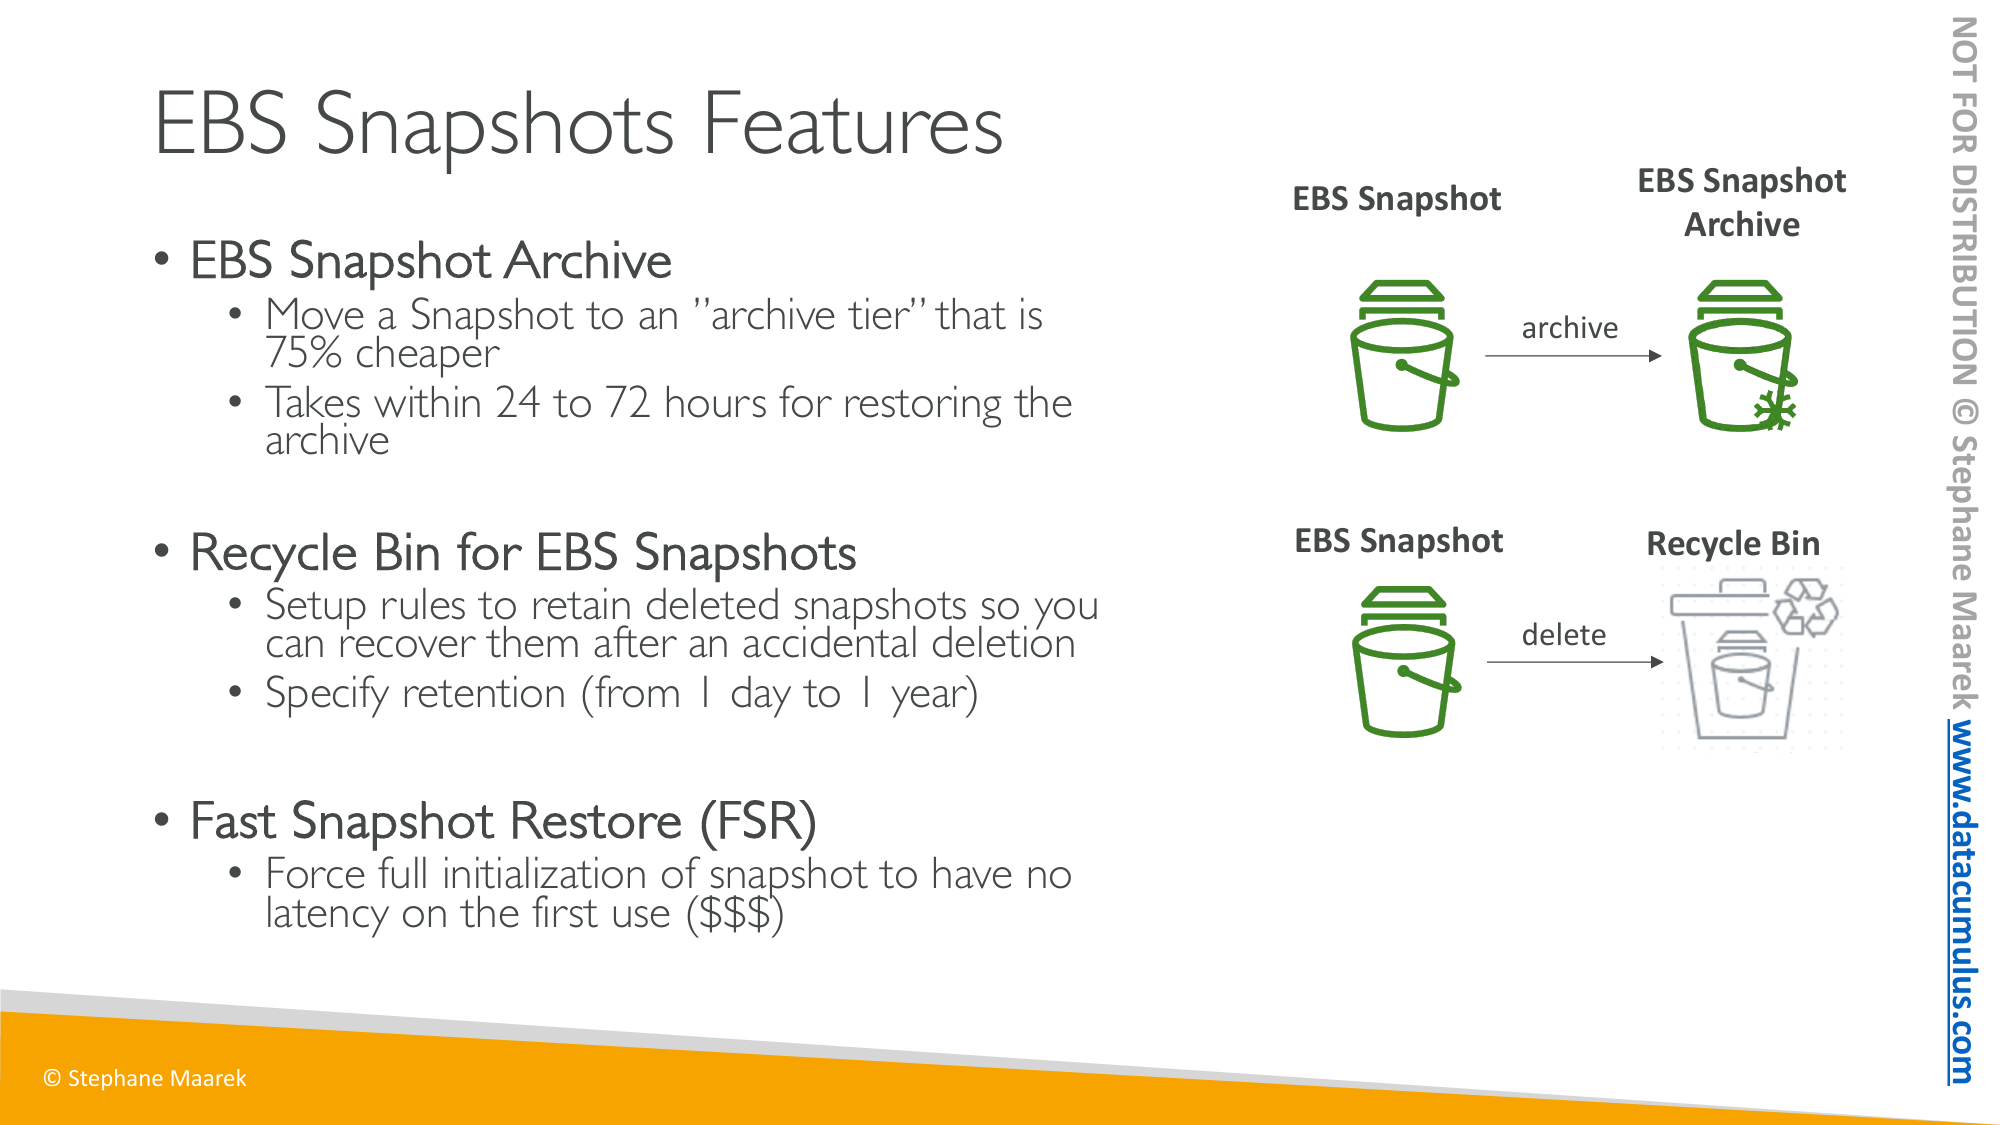 EBS Snapshots Features
• EBS Snapshot Archive
• Move a Snapshot to an ”archive tier” that is
75% cheaper
• Takes within 24 to 72 hours for restoring the
archive
• Recycle Bin for EBS Snapshots
• Setup rules to retain deleted snapshots so you
can recover them after an accidental deletion
• Specify retention (from 1 day to 1 year)
• Fast Snapshot Restore (FSR)
• Force full initialization of snapshot to have no
latency on the first use ($$$)
EBS Snapshot
EBS Snapshot
Archive
archive
EBS Snapshot
Recycle Bin
delete
NOT FOR DISTRIBUTION © Stephane Maarek www.datacumulus.com
© Stephane Maarek